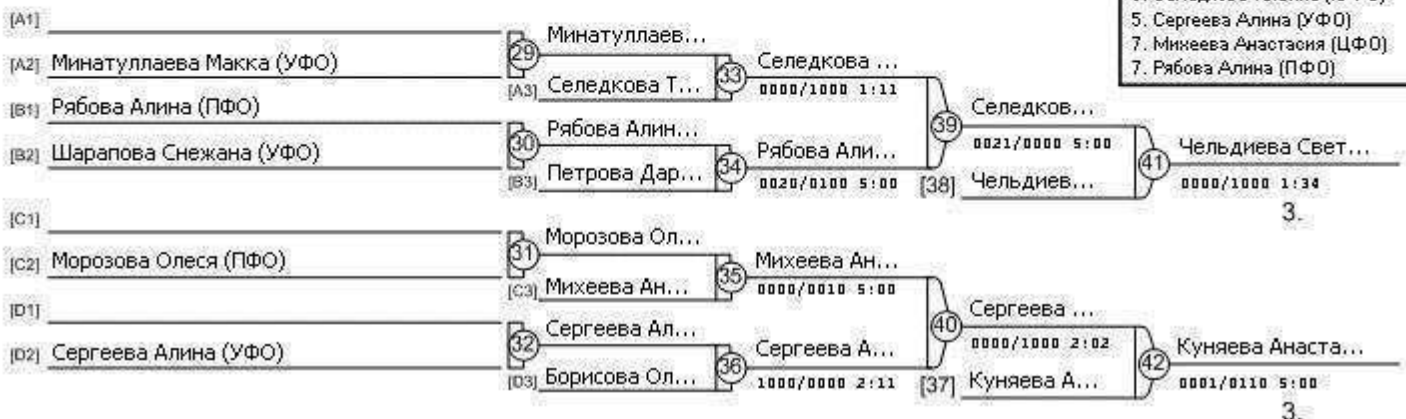 5. Сергеева Алина (УФО)
7. Михеева Анастасия (ЦФО)
7. Рябова Алина (ПФО)
[A1]
[A2] Минатуллаева Макка (УФО)
[B1] Рябова Алина (ПФО)
[B2] Шарапова Снежана (УФО)
[C1]
[C2] Морозова Олеся (ПФО)
[D1]
[D2] Сергеева Алина (УФО)
29
30
31
32
Минатуллаев...
[A3] Селедкова Т...
Рябова Алин...
[B3] Петрова Дар...
Морозова Ол...
[C3] Михеева Ан...
Сергеева Ал...
[D3] Борисова Ол...
33
34
35
36
Селедкова ...
0000/1000 1:11
Рябова Али...
0020/0100 5:00
Михеева Ан...
0000/0010 5:00
Сергеева А...
1000/0000 2:11
39
40
Селедков...
0021/0000 5:00
[38] Чельдиев...
Сергеева ...
0000/1000 2:02
[37] Куняева А...
41
42
Чельдиева Свет...
0000/1000 1:34
3.
Куняева Анаста...
0001/0110 5:00
3.